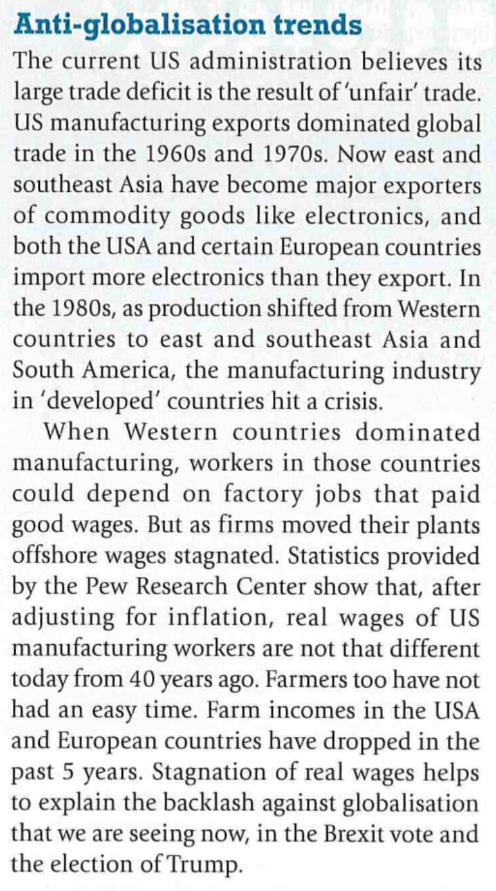 Anti-globalisation trends
The current US administration believes its
large trade deficit is the result of ‘unfair’ trade.
US manufacturing exports dominated global
trade in the 1960s and 1970s. Now east and
southeast Asia have become major exporters
of commodity goods like electronics, and
both the USA and certain European countries
import more electronics than they export. In
the 1980s, as production shifted from Western
countries to east and southeast Asia and
South America, the manufacturing industry
in ‘developed’ countries hit a crisis.
When Western countries dominated
manufacturing, workers in those countries
could depend on factory jobs that paid
good wages. But as firms moved their plants
offshore wages stagnated. Statistics provided
by the Pew Research Center show that, after
adjusting for inflation, real wages of US
manufacturing workers are not that different
today from 40 years ago. Farmers too have not
had an easy time. Farm incomes in the USA
and European countries have dropped in the
past 5 years. Stagnation of real wages helps
to explain the backlash against globalisation
that we are seeing now, in the Brexit vote and
the election of Trump.